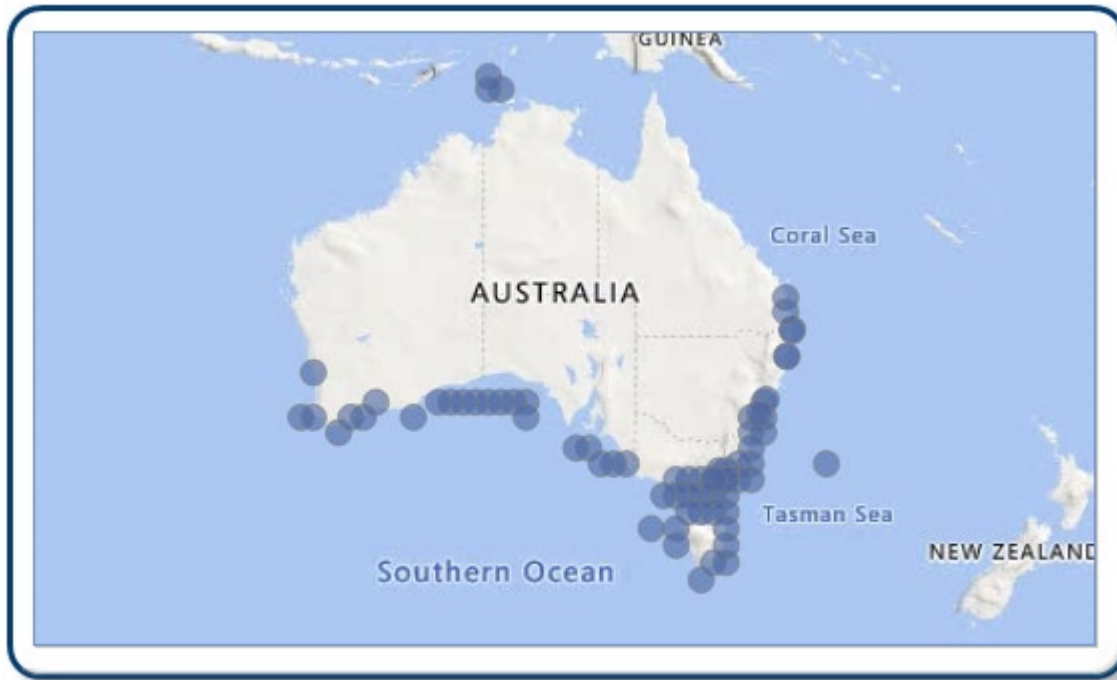 GUINEA
Coral Sea
AUSTRALIA
Tasman Sea
NEW ZEALAND
Southern Ocean